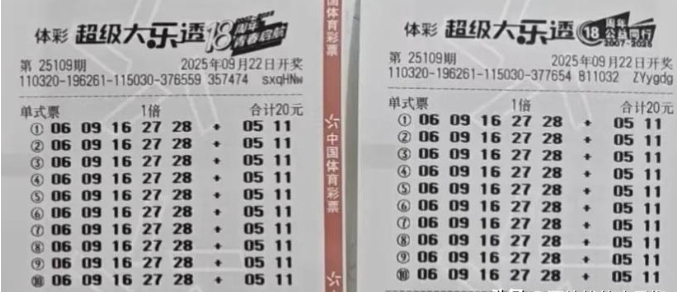 体彩 超级大乐透 18周年 青春启航
第 25109期 2025年09月22日开奖
110320-196261-115030-376559 357474 sxqHNw
单式票 1倍 合计20元
① 06 09 16 27 28 + 05 11
② 06 09 16 27 28 + 05 11
③ 06 09 16 27 28 + 05 11
④ 06 09 16 27 28 + 05 11
⑤ 06 09 16 27 28 + 05 11
⑥ 06 09 16 27 28 + 05 11
⑦ 06 09 16 27 28 + 05 11
⑧ 06 09 16 27 28 + 05 11
⑨ 06 09 16 27 28 + 05 11
⑩ 06 09 16 27 28 + 05 11
国体育彩票
中国体育彩票
体彩 超级大乐透 18周年 公益同行 2007-2025
第 25109期 2025年09月22日开奖
110320-196261-115030-377654 811032 ZYygdg
单式票 1倍 合计20元
① 06 09 16 27 28 + 05 11
② 06 09 16 27 28 + 05 11
③ 06 09 16 27 28 + 05 11
④ 06 09 16 27 28 + 05 11
⑤ 06 09 16 27 28 + 05 11
⑥ 06 09 16 27 28 + 05 11
⑦ 06 09 16 27 28 + 05 11
⑧ 06 09 16 27 28 + 05 11
⑨ 06 09 16 27 28 + 05 11
⑩ 06 09 16 27 28 + 05 11